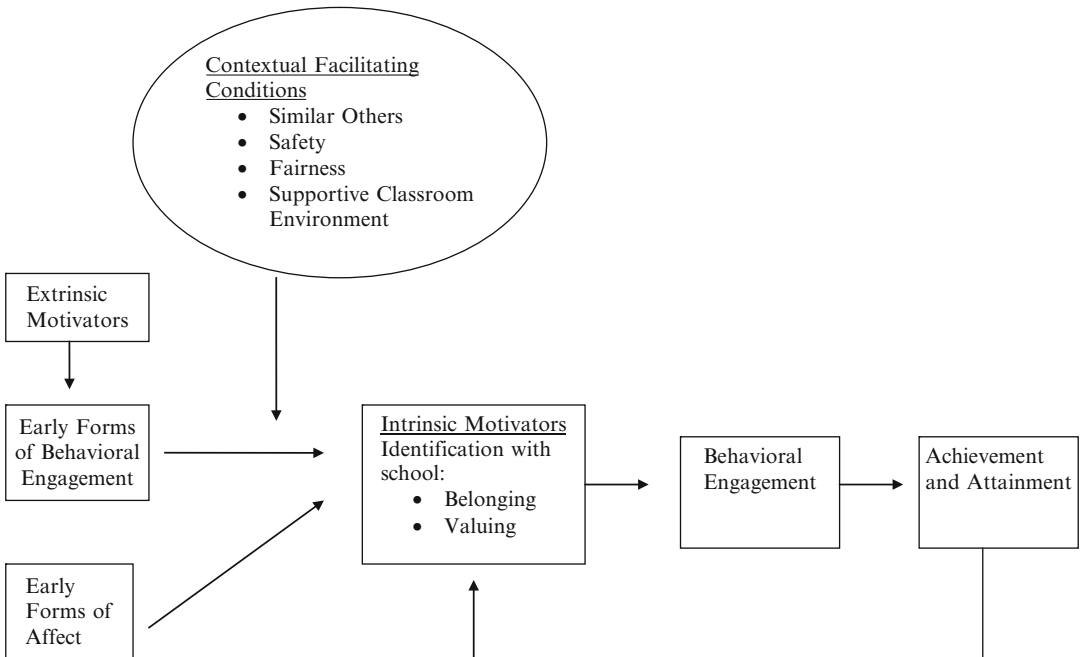 Contextual Facilitating
Conditions
• Similar Others
• Safety
• Fairness
• Supportive Classroom
Environment
Extrinsic
Motivators
Early Forms
of Behavioral
Engagement
Early
Forms of
Affect
Intrinsic Motivators
Identification with
school:
• Belonging
• Valuing
Behavioral
Engagement
Achievement
and Attainment